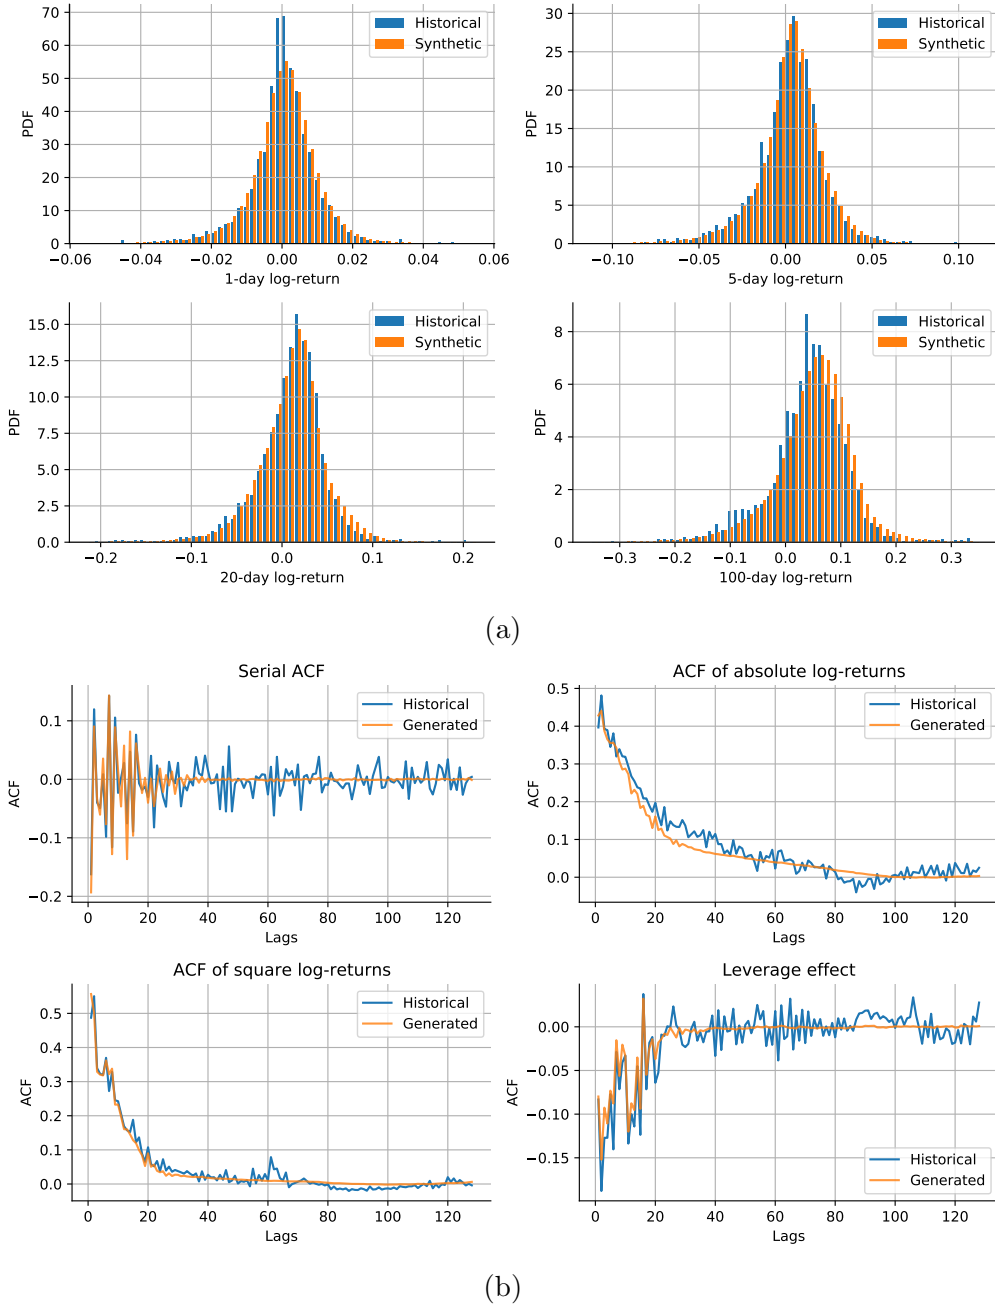 Historical
Synthetic
PDF
70
60
50
40
30
20
10
0
−0.06 −0.04 −0.02 0.00 0.02 0.04 0.06
1-day log-return
Historical
Synthetic
PDF
30
25
20
15
10
5
0
−0.10 −0.05 0.00 0.05 0.10
5-day log-return
Historical
Synthetic
PDF
15.0
12.5
10.0
7.5
5.0
2.5
0.0
−0.2 −0.1 0.0 0.1 0.2
20-day log-return
Historical
Synthetic
PDF
8
6
4
2
0
−0.3 −0.2 −0.1 0.0 0.1 0.2 0.3
100-day log-return
(a)
Serial ACF
Historical
Generated
ACF
0.1
0.0
−0.1
−0.2
0 20 40 60 80 100 120
Lags
ACF of absolute log-returns
Historical
Generated
ACF
0.5
0.4
0.3
0.2
0.1
0.0
0 20 40 60 80 100 120
Lags
ACF of square log-returns
Historical
Generated
ACF
0.5
0.4
0.3
0.2
0.1
0.0
0 20 40 60 80 100 120
Lags
Leverage effect
ACF
0.00
−0.05
−0.10
−0.15
Historical
Generated
0 20 40 60 80 100 120
Lags
(b)